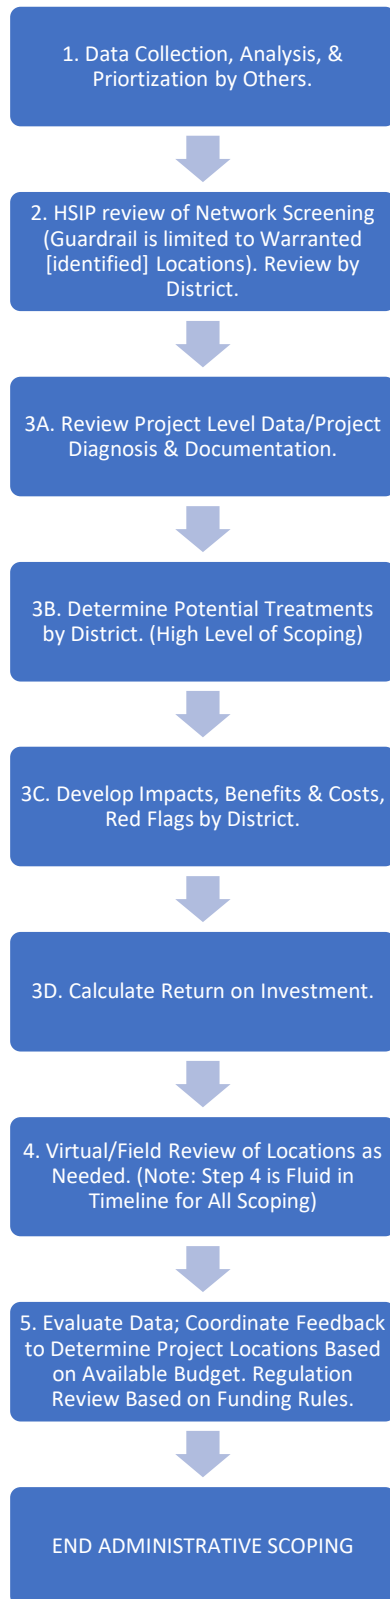 1. Data Collection, Analysis, &
Priortization by Others.
2. HSIP review of Network Screening
(Guardrail is limited to Warranted
[identified] Locations). Review by
District.
3A. Review Project Level Data/Project
Diagnosis & Documentation.
3B. Determine Potential Treatments
by District. (High Level of Scoping)
3C. Develop Impacts, Benefits & Costs,
Red Flags by District.
3D. Calculate Return on Investment.
4. Virtual/Field Review of Locations as
Needed. (Note: Step 4 is Fluid in
Timeline for All Scoping)
5. Evaluate Data; Coordinate Feedback
to Determine Project Locations Based
on Available Budget. Regulation
Review Based on Funding Rules.
END ADMINISTRATIVE SCOPING